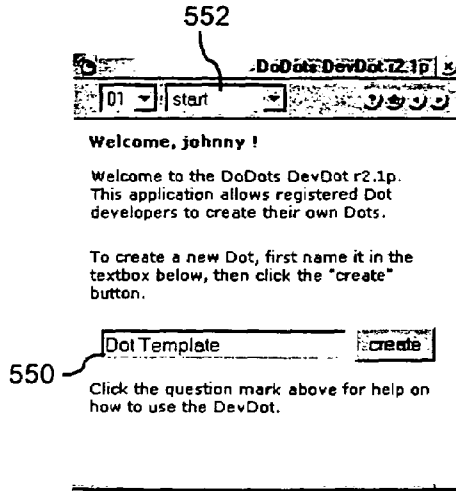 552
DoDots DevDot r2.1p
01 start
Welcome, johnny !
Welcome to the DoDots DevDot r2.1p.
This application allows registered Dot
developers to create their own Dots.
To create a new Dot, first name it in the
textbox below, then click the "create"
button.
Dot Template create
550
Click the question mark above for help on
how to use the DevDot.